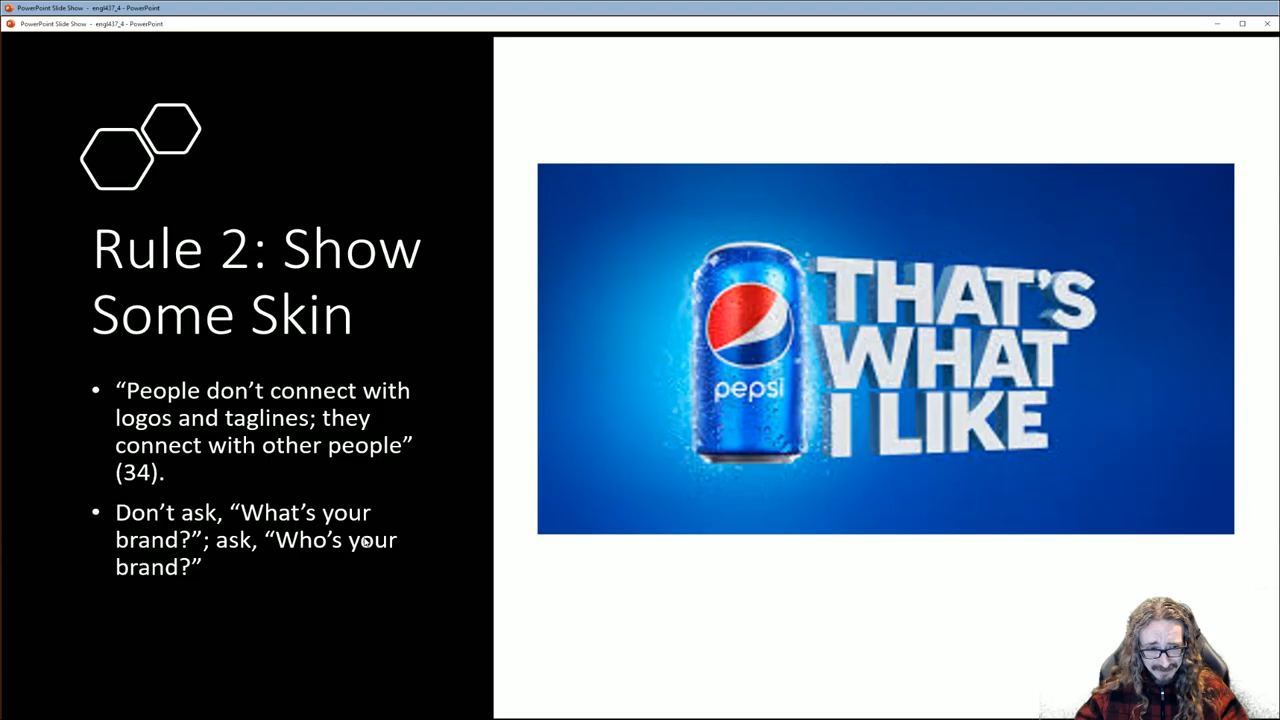 PowerPoint Slide Show - engl437_4 - PowerPoint
PowerPoint Slide Show - engl437_4 - PowerPoint
Rule 2: Show
Some Skin
• “People don’t connect with
logos and taglines; they
connect with other people”
(34).
• Don’t ask, “What’s your
brand?”; ask, “Who’s your
brand?”
pepsi
THAT’S
WHAT
I LIKE